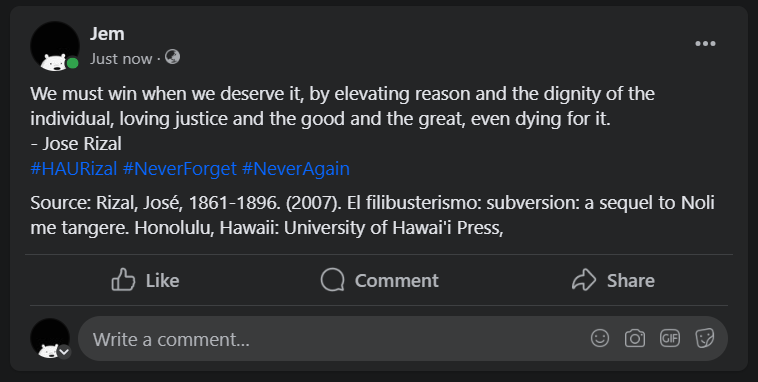 Jem
Just now ·
We must win when we deserve it, by elevating reason and the dignity of the
individual, loving justice and the good and the great, even dying for it.
- Jose Rizal
#HAURizal #NeverForget #NeverAgain
Source: Rizal, José, 1861-1896. (2007). El filibusterismo: subversion: a sequel to Noli
me tangere. Honolulu, Hawaii: University of Hawai'i Press,
Like Comment Share
Write a comment...
GIF